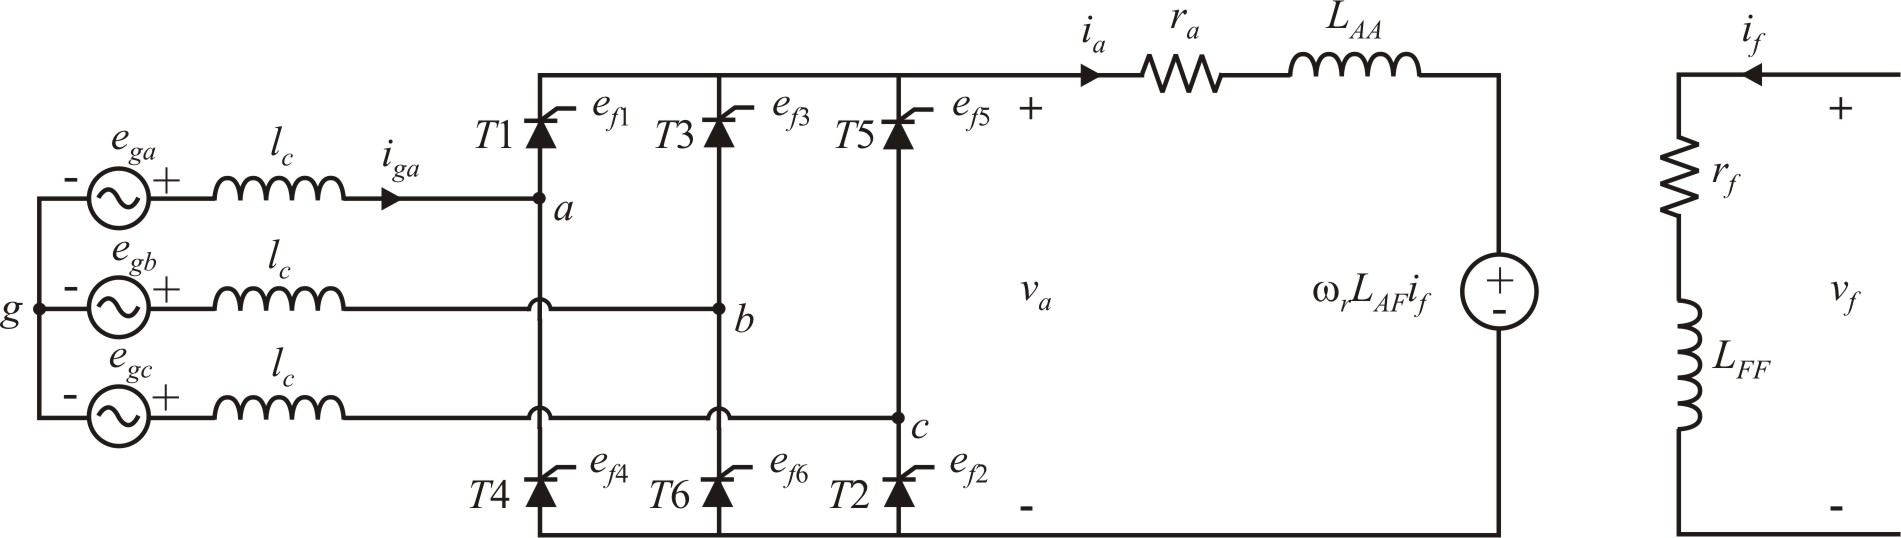 i_a r_a L_AA i_f
T1 e_f1 T3 e_f3 T5 e_f5 + +
e_ga l_c i_ga r_f
- + a
e_gb l_c
g - + b v_a ω_r L_AF i_f + - v_f
e_gc l_c L_FF
- + c
T4 e_f4 T6 e_f6 T2 e_f2
- -